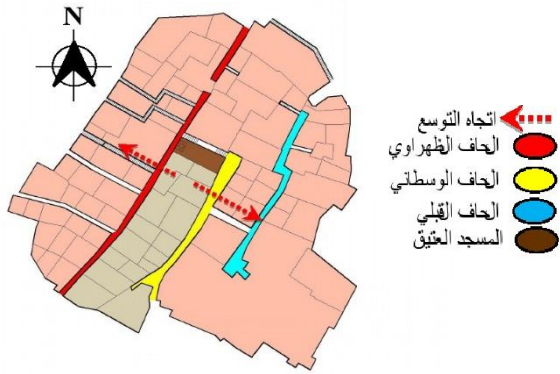 N
اتجاه التوسع
الحاف الظهراوي
الحاف الوسطاني
الحاف القبلي
المسجد العتيق